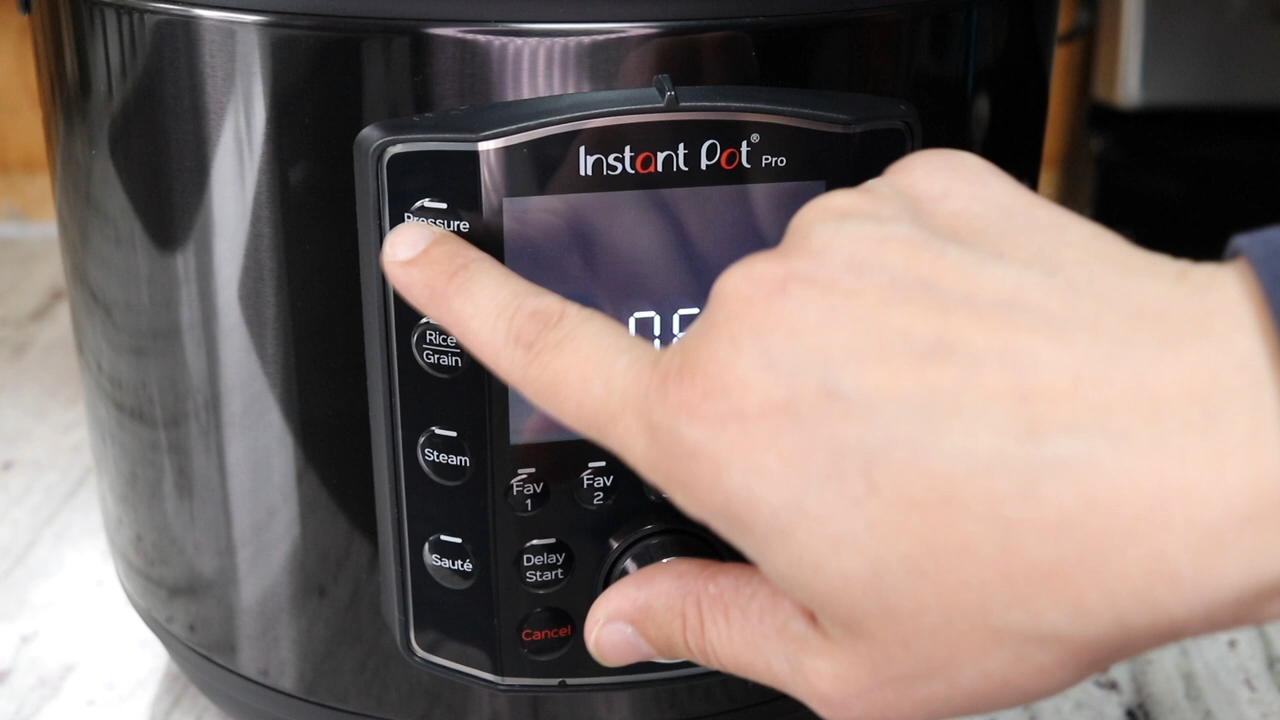 Instant Pot® Pro
Pressure
Rice
Grain
Steam
Sauté
Fav
1
Fav
2
Delay
Start
Cancel